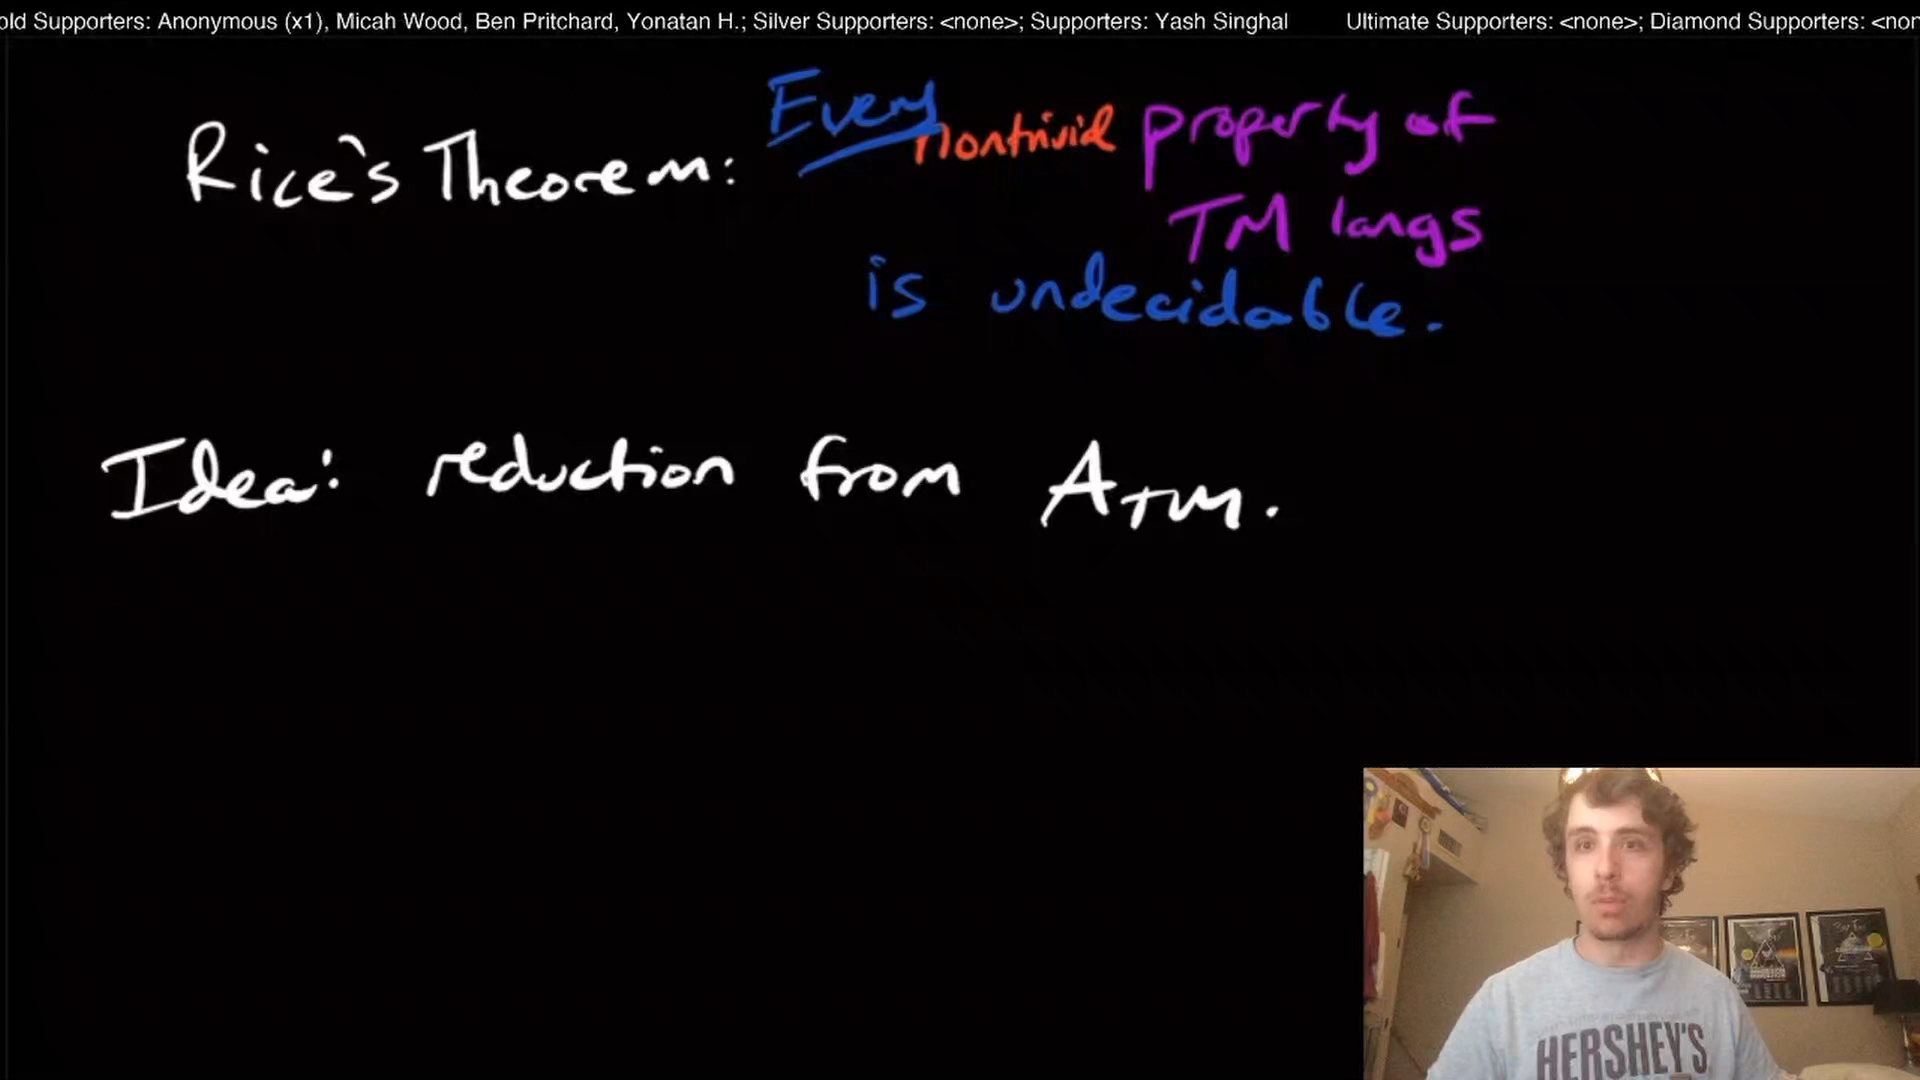 old Supporters: Anonymous (x1), Micah Wood, Ben Pritchard, Yonatan H.; Silver Supporters: <none>; Supporters: Yash Singhal Ultimate Supporters: <none>; Diamond Supporters: <non
Rice's Theorem: Every nontrivial property of
TM langs
is undecidable.
Idea: reduction from ATM.
HERSHEY'S